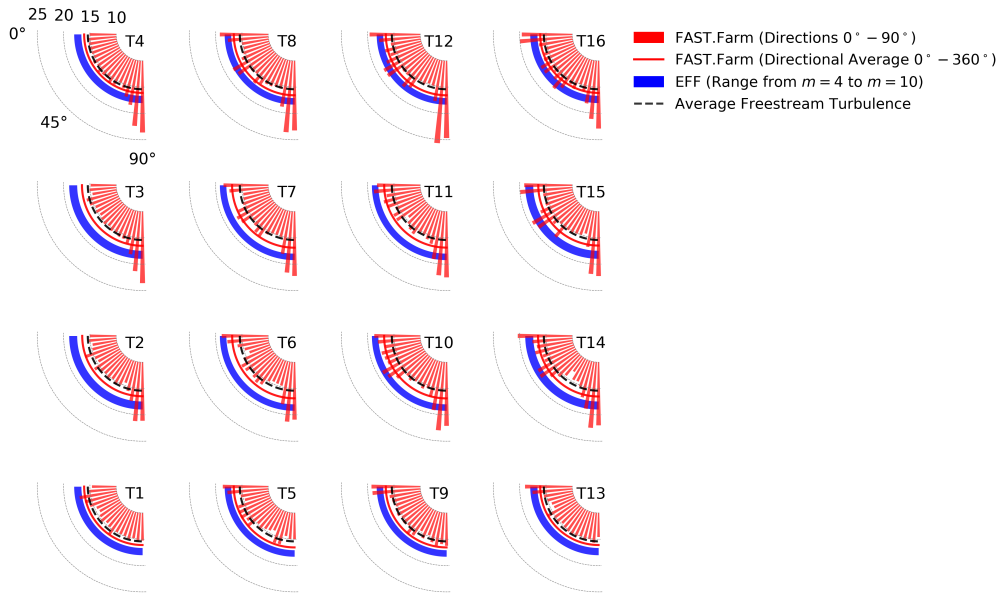 25 20 15 10
0°
45°
90°
T4 T8 T12 T16
FAST.Farm (Directions 0° − 90°)
FAST.Farm (Directional Average 0° − 360°)
EFF (Range from m = 4 to m = 10)
Average Freestream Turbulence
T3 T7 T11 T15
T2 T6 T10 T14
T1 T5 T9 T13